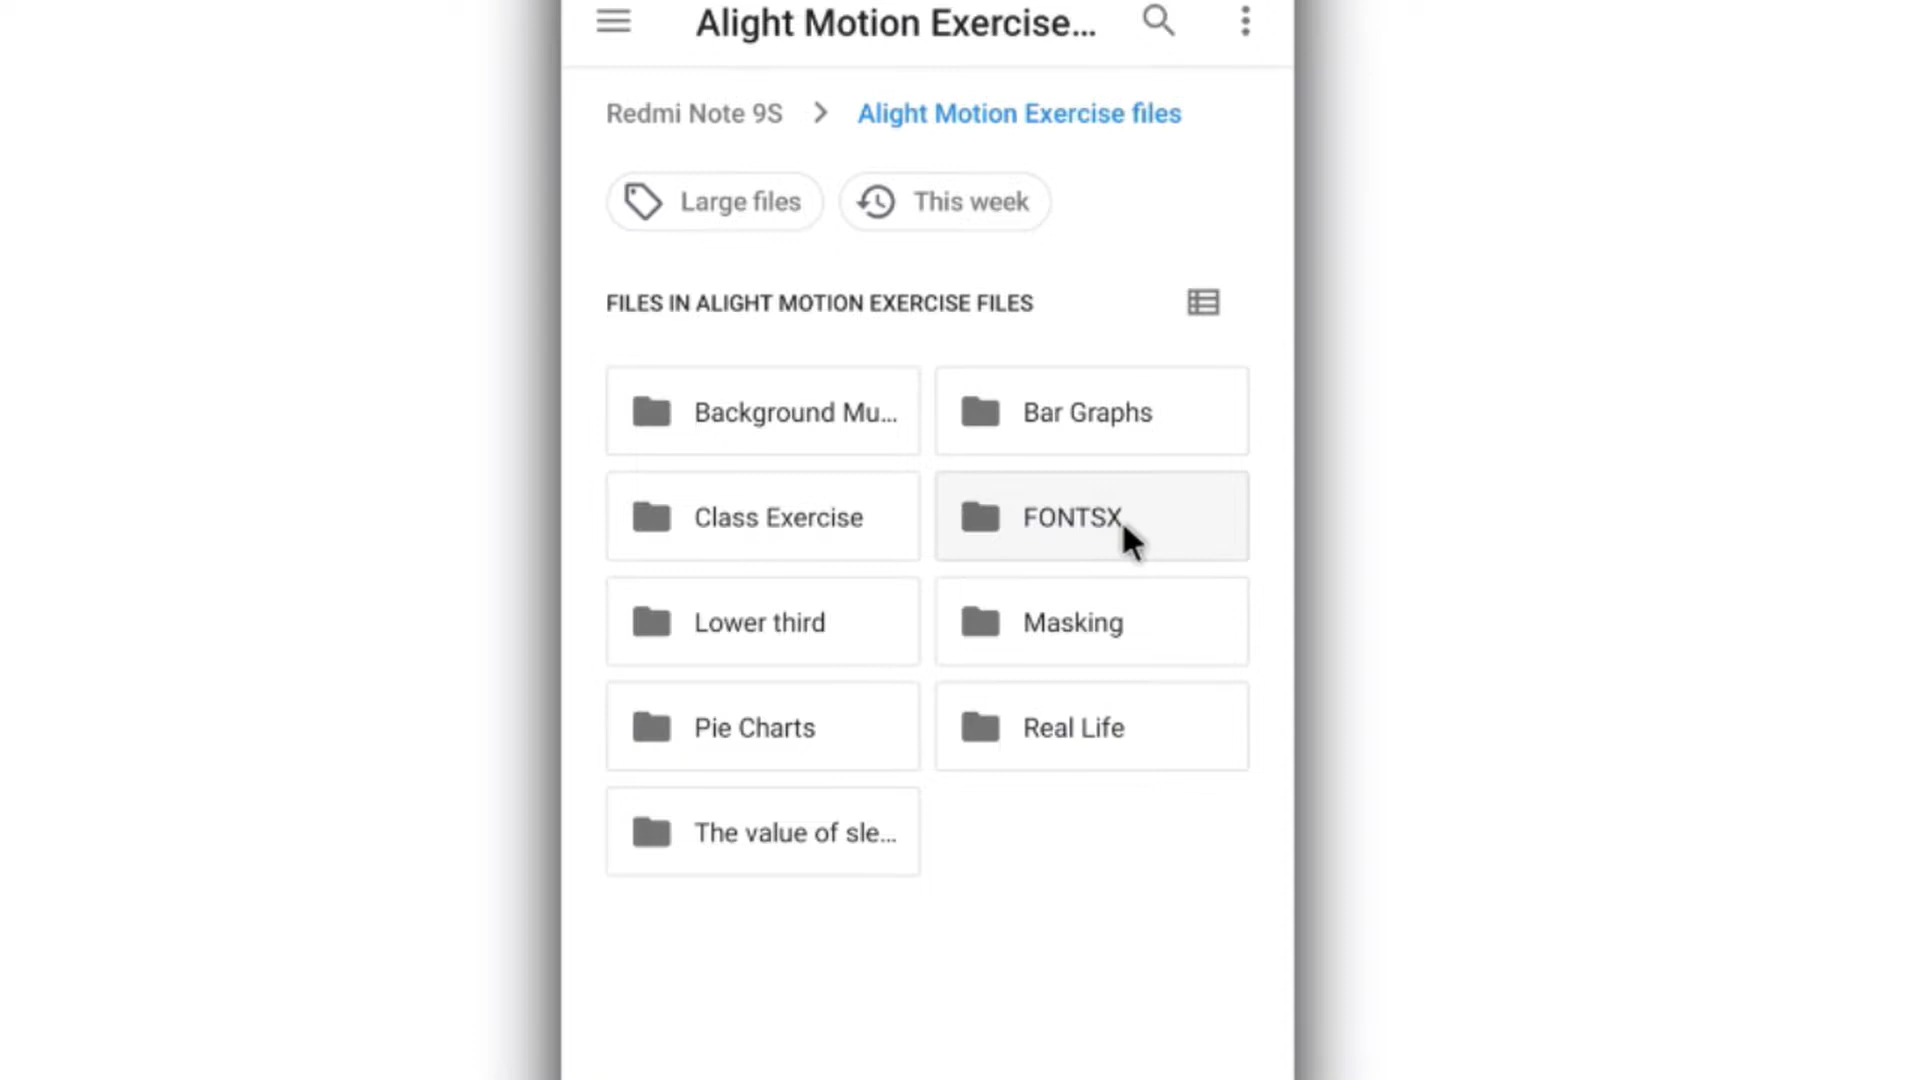 Alight Motion Exercise...
Redmi Note 9S > Alight Motion Exercise files
Large files This week
FILES IN ALIGHT MOTION EXERCISE FILES
Background Mu... Bar Graphs
Class Exercise FONTSX
Lower third Masking
Pie Charts Real Life
The value of sle...